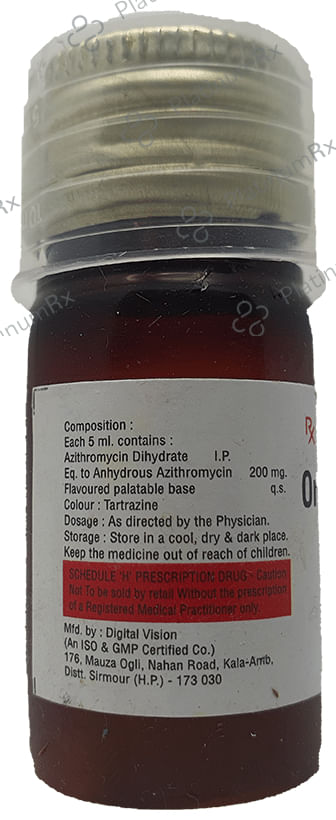 Composition :
Each 5 ml. contains :
Azithromycin Dihydrate I.P.
Eq. to Anhydrous Azithromycin 200 mg.
Flavoured palatable base q.s.
Colour : Tartrazine
Dosage : As directed by the Physician.
Storage : Store in a cool, dry & dark place.
Keep the medicine out of reach of children.
SCHEDULE 'H' PRESCRIPTION DRUG - Caution
Not To be sold by retail Without the prescription
of a Registered Medical Practitioner only.
Mfd. by : Digital Vision
(An ISO & GMP Certified Co.)
176, Mauza Ogli, Nahan Road, Kala-Amb,
Distt. Sirmour (H.P.) - 173 030
Rx
PlatinumRx